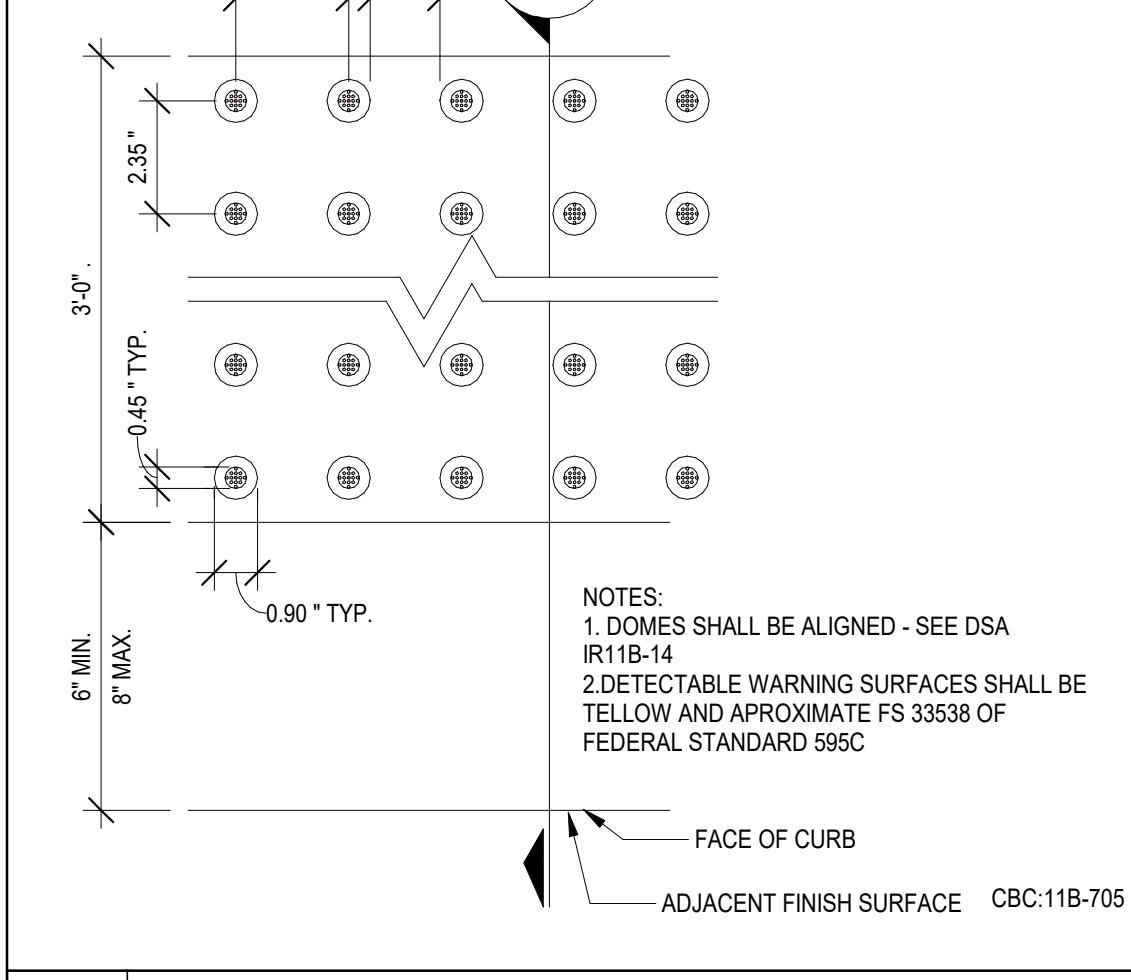 2.35 "
3'-0" .
0.45 " TYP.
0.90 " TYP.
6" MIN.
8" MAX.
NOTES:
1. DOMES SHALL BE ALIGNED - SEE DSA
IR11B-14
2.DETECTABLE WARNING SURFACES SHALL BE
TELLOW AND APROXIMATE FS 33538 OF
FEDERAL STANDARD 595C
FACE OF CURB
ADJACENT FINISH SURFACE CBC:11B-705